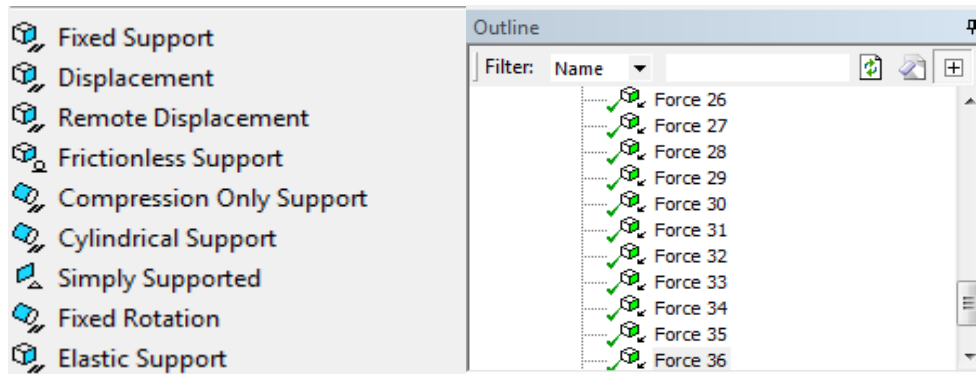 Fixed Support
Displacement
Remote Displacement
Frictionless Support
Compression Only Support
Cylindrical Support
Simply Supported
Fixed Rotation
Elastic Support
Outline
Filter: Name
Force 26
Force 27
Force 28
Force 29
Force 30
Force 31
Force 32
Force 33
Force 34
Force 35
Force 36